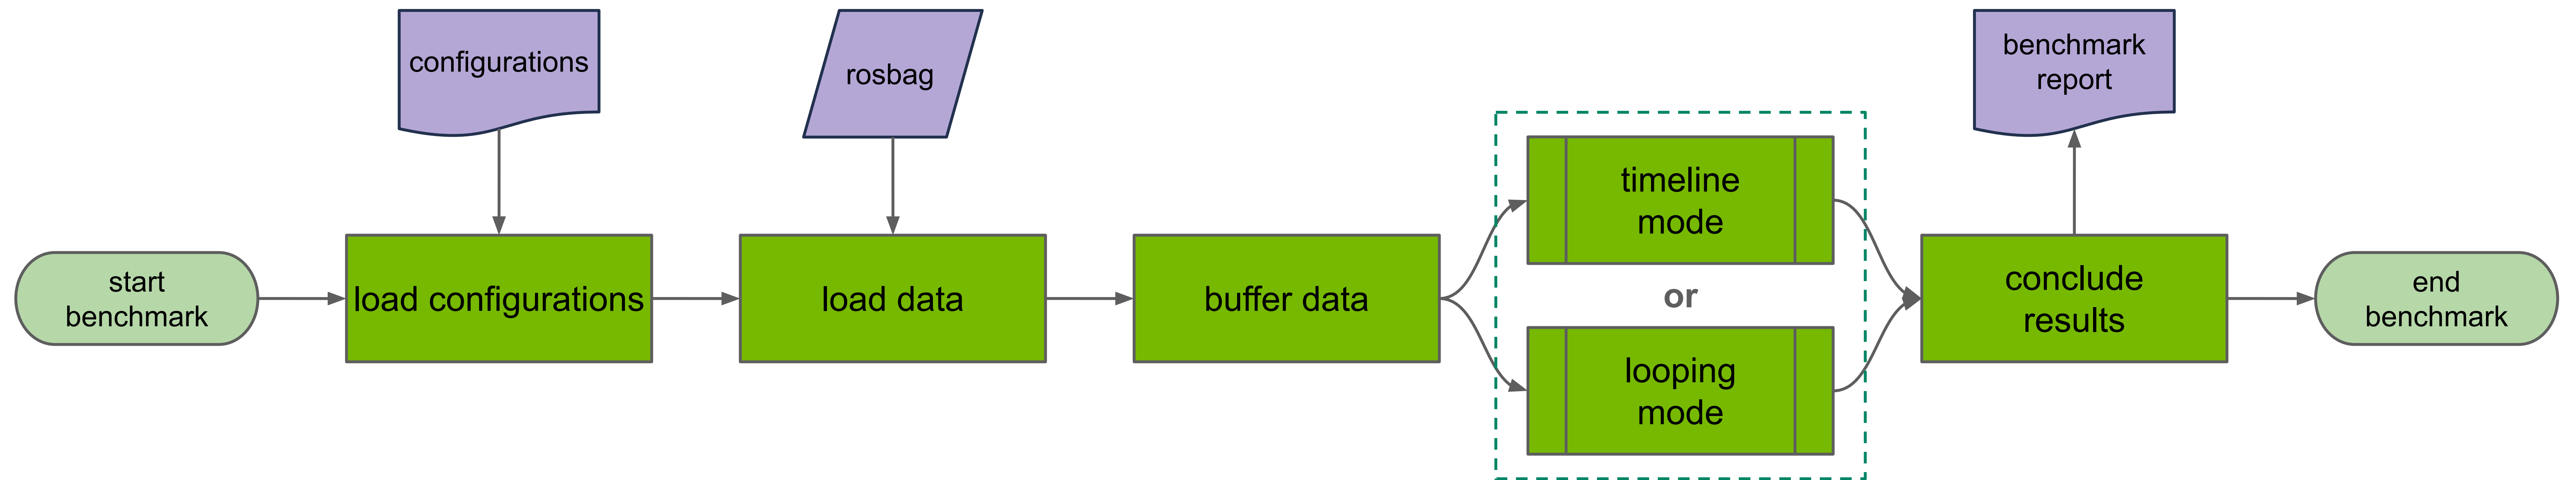 configurations
rosbag
benchmark
report
start
benchmark
load configurations
load data
buffer data
timeline
mode
or
looping
mode
conclude
results
end
benchmark